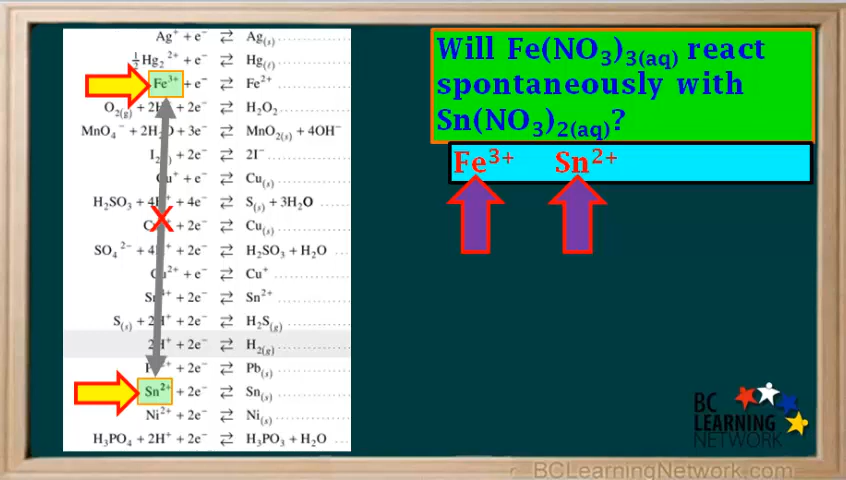 Ag⁺ + e⁻ ⇄ Ag(s) ..........
½Hg₂²⁺ + e⁻ ⇄ Hg(ℓ) ..........
Fe³⁺ + e⁻ ⇄ Fe²⁺ ..........
O₂(g) + 2H + 2e⁻ ⇄ H₂O₂ ..........
MnO₄⁻ + 2H₂O + 3e⁻ ⇄ MnO₂(s) + 4OH⁻
I₂ + 2e⁻ ⇄ 2I⁻ ..........
Cu⁺ + e⁻ ⇄ Cu(s) ..........
H₂SO₃ + 4H⁺ + 4e⁻ ⇄ S(s) + 3H₂O
+ 2e⁻ ⇄ Cu(s) ..........
SO₄²⁻ + 4H⁺ + 2e⁻ ⇄ H₂SO₃ + H₂O
Cu²⁺ + e⁻ ⇄ Cu⁺ ..........
Sn⁴⁺ + 2e⁻ ⇄ Sn²⁺ ..........
S(s) + 2H⁺ + 2e⁻ ⇄ H₂S(g) ..........
2H⁺ + 2e⁻ ⇄ H₂(g) ..........
+ 2e⁻ ⇄ Pb(s) ..........
Sn²⁺ + 2e⁻ ⇄ Sn(s) ..........
Ni²⁺ + 2e⁻ ⇄ Ni(s) ..........
H₃PO₄ + 2H⁺ + 2e⁻ ⇄ H₃PO₃ + H₂O
X
Will Fe(NO₃)₃(aq) react
spontaneously with
Sn(NO₃)₂(aq)?
Fe³⁺ Sn²⁺
BC
LEARNING
NETWORK
BCLearningNetwork.com